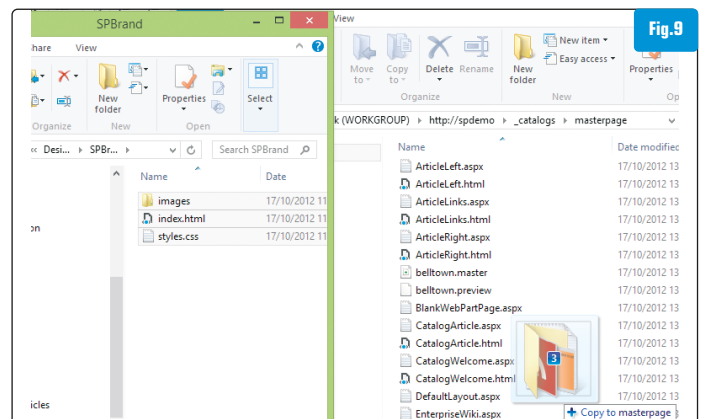 SPBrand
hare View
New folder
Properties
Select
Organize New Open
« Desi... ▸ SPBr... ▸
Search SPBrand
Name Date
images 17/10/2012 11
index.html 17/10/2012 11
styles.css 17/10/2012 11
on
icles
View
Fig.9
Move to
Copy to
Delete
Rename
New folder
New item
Easy access
Properties
Organize New Op
k (WORKGROUP) ▸ http://spdemo ▸ _catalogs ▸ masterpage
Name Date modified
ArticleLeft.aspx 17/10/2012 13
ArticleLeft.html 17/10/2012 13
ArticleLinks.aspx 17/10/2012 13
ArticleLinks.html 17/10/2012 13
ArticleRight.aspx 17/10/2012 13
ArticleRight.html 17/10/2012 13
belltown.master 17/10/2012 13
belltown.preview 17/10/2012 13
BlankWebPartPage.aspx 17/10/2012 13
CatalogArticle.aspx 17/10/2012 13
CatalogArticle.html 17/10/2012 13
CatalogWelcome.aspx 17/10/2012 13
CatalogWelcome.html 17/10/2012 13
DefaultLayout.aspx 17/10/2012 13
EnterpriseWiki.aspx
3
Copy to masterpage